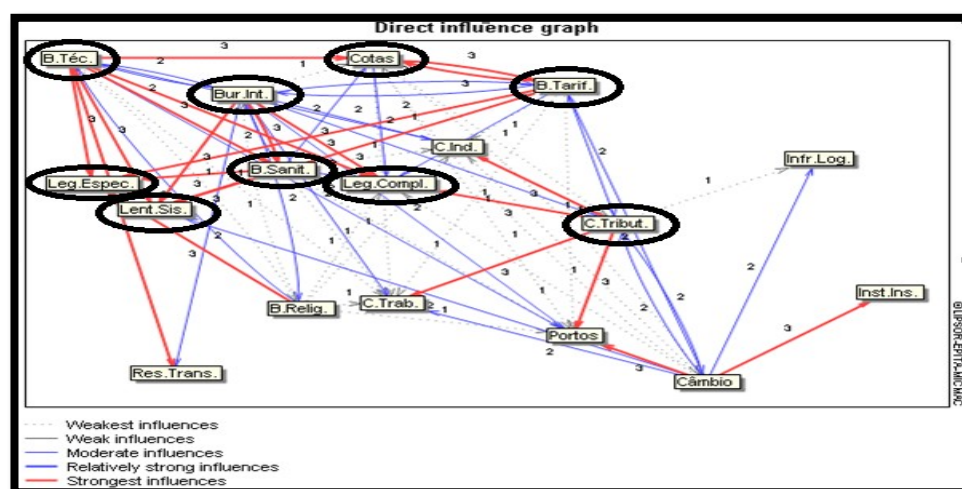 Direct influence graph
B.Téc.
Cotas
B.Tarif.
Bur.Int.
C.Ind.
Infr.Log.
B.Sanit.
Leg.Espec.
Leg.Compl.
Lent.Sis.
C.Tribut.
Inst.Ins.
B.Relig.
C.Trab.
Portos
Res.Trans.
Câmbio
Weakest influences
Weak influences
Moderate influences
Relatively strong influences
Strongest influences
@LIPSOR-EPITA-MICMAC